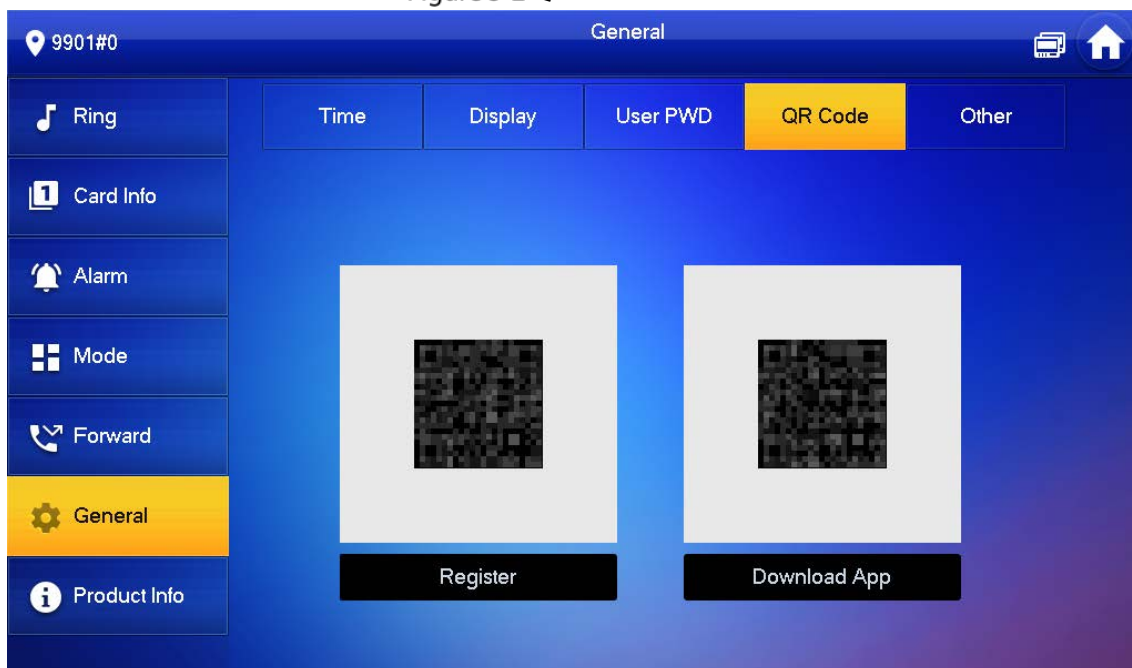 9901#0
General
Ring
Card Info
Alarm
Mode
Forward
General
Product Info
Time
Display
User PWD
QR Code
Other
Register
Download App